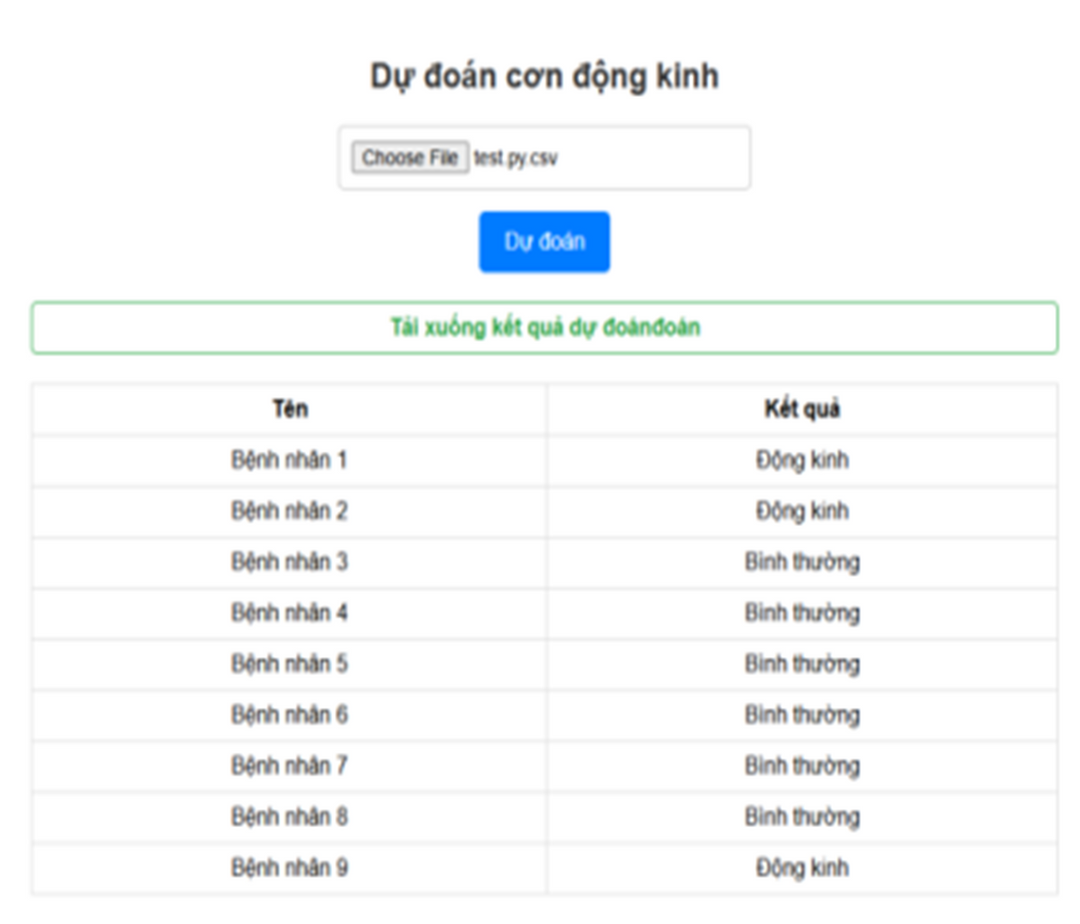 Dự đoán cơn động kinh
Choose File test.py.csv
Dự đoán
Tải xuống kết quả dự đoánđoán
Tên Kết quả
Bệnh nhân 1 Động kinh
Bệnh nhân 2 Động kinh
Bệnh nhân 3 Bình thường
Bệnh nhân 4 Bình thường
Bệnh nhân 5 Bình thường
Bệnh nhân 6 Bình thường
Bệnh nhân 7 Bình thường
Bệnh nhân 8 Bình thường
Bệnh nhân 9 Động kinh